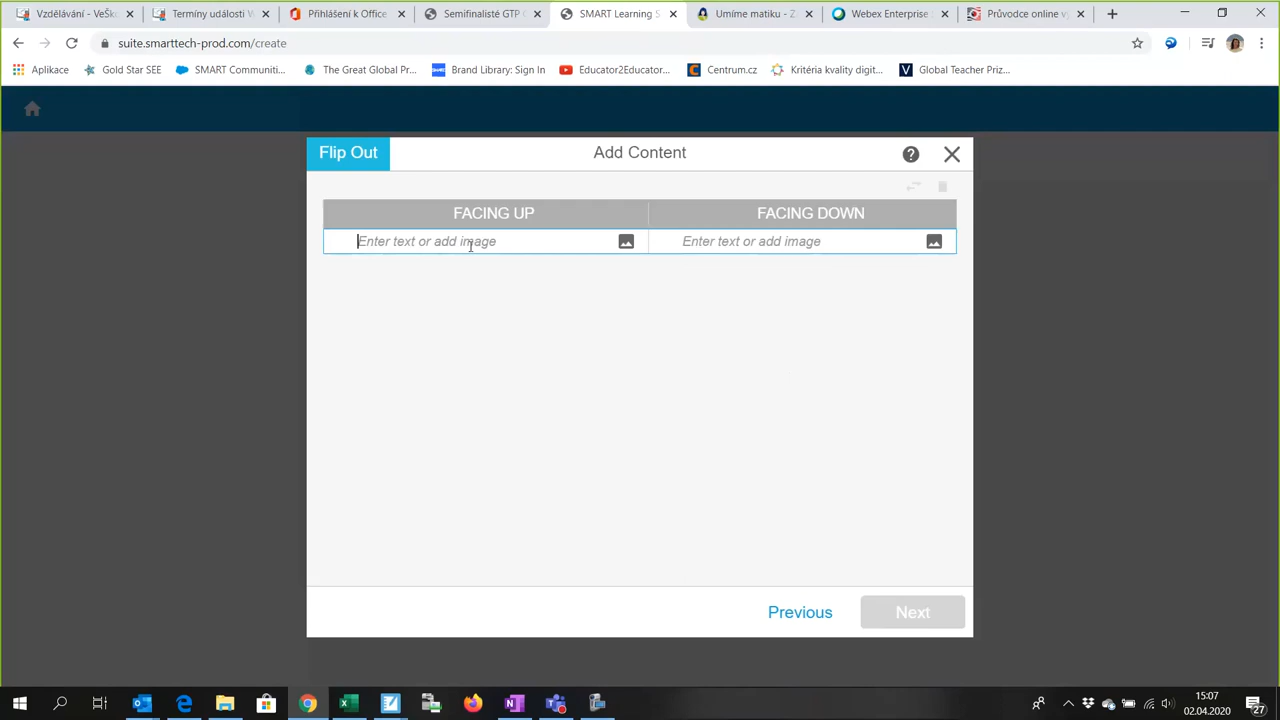 Vzdělávání - VeŠku
Termíny události W
Přihlášení k Office
Semifinalisté GTP C
SMART Learning S
Umíme matiku - Z
Webex Enterprise
Průvodce online vý
suite.smarttech-prod.com/create
Aplikace
Gold Star SEE
SMART Communiti...
The Great Global Pr...
Brand Library: Sign In
Educator2Educator...
Centrum.cz
Kritéria kvality digit...
Global Teacher Priz...
Flip Out
Add Content
FACING UP
FACING DOWN
Enter text or add image
Enter text or add image
Previous
Next
15:07
02.04.2020
27